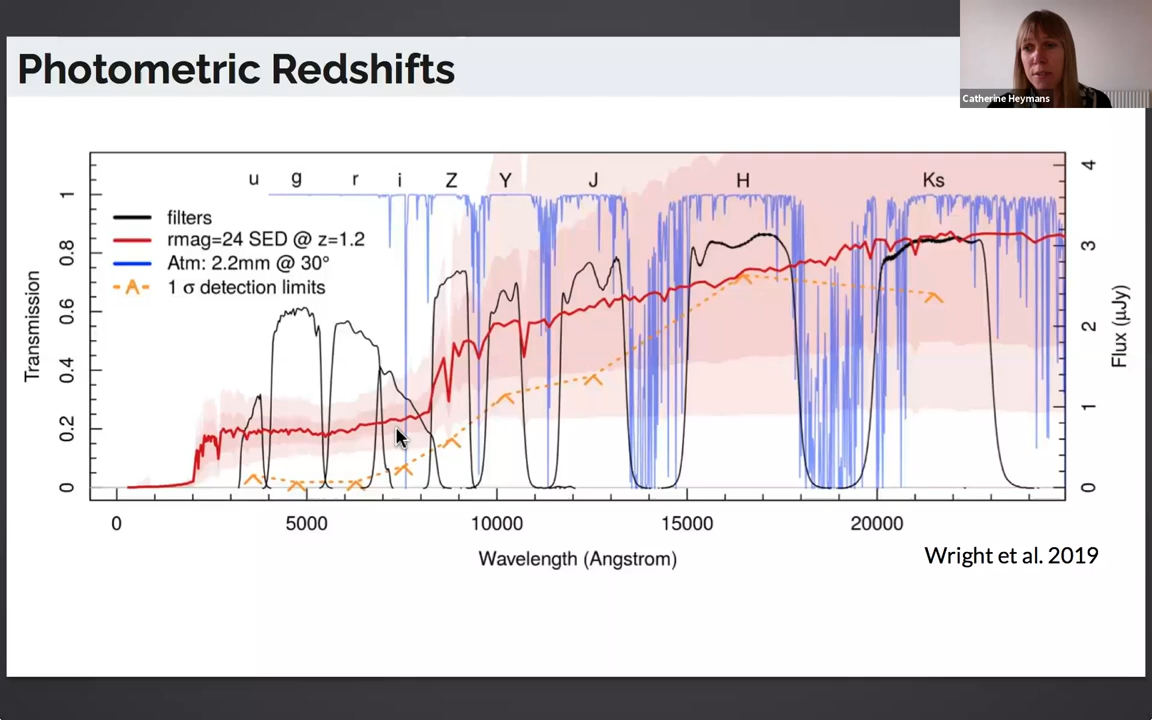 Photometric Redshifts
Catherine Heymans
u g r i Z Y J H Ks
filters
rmag=24 SED @ z=1.2
Atm: 2.2mm @ 30°
1 σ detection limits
Transmission
0 0.2 0.4 0.6 0.8 1
Flux (μJy)
0 1 2 3 4
0 5000 10000 15000 20000
Wavelength (Angstrom)
Wright et al. 2019